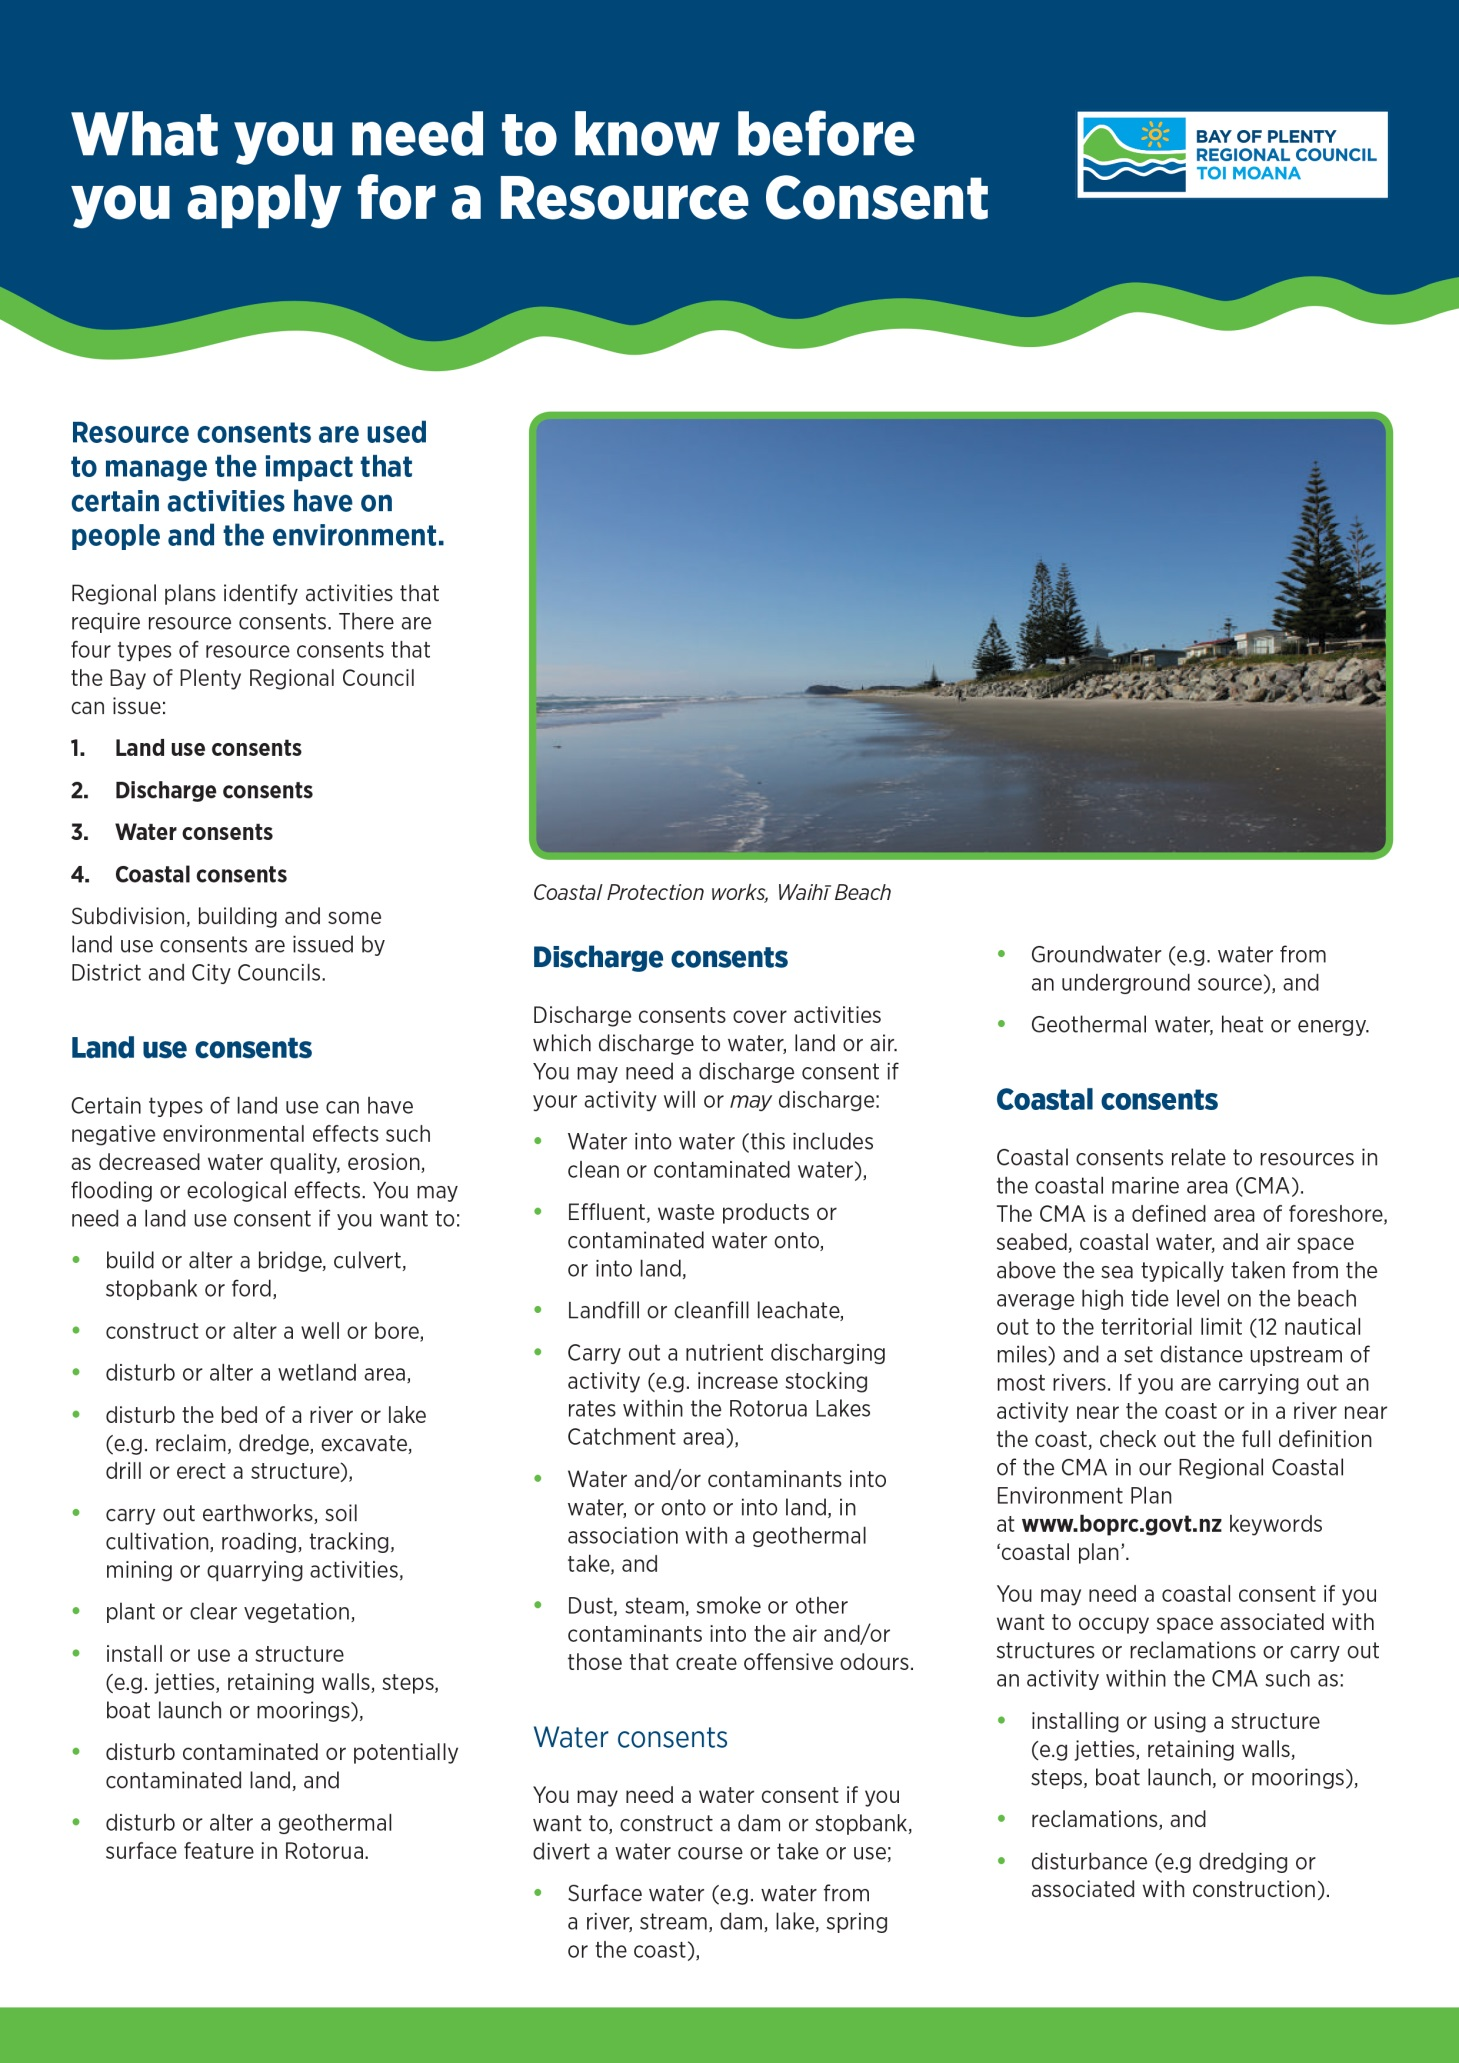 What you need to know before
you apply for a Resource Consent
BAY OF PLENTY
REGIONAL COUNCIL
TOI MOANA
Resource consents are used
to manage the impact that
certain activities have on
people and the environment.
Regional plans identify activities that
require resource consents. There are
four types of resource consents that
the Bay of Plenty Regional Council
can issue:
1. Land use consents
2. Discharge consents
3. Water consents
4. Coastal consents
Subdivision, building and some
land use consents are issued by
District and City Councils.
Land use consents
Certain types of land use can have
negative environmental effects such
as decreased water quality, erosion,
flooding or ecological effects. You may
need a land use consent if you want to:
• build or alter a bridge, culvert,
stopbank or ford,
• construct or alter a well or bore,
• disturb or alter a wetland area,
• disturb the bed of a river or lake
(e.g. reclaim, dredge, excavate,
drill or erect a structure),
• carry out earthworks, soil
cultivation, roading, tracking,
mining or quarrying activities,
• plant or clear vegetation,
• install or use a structure
(e.g. jetties, retaining walls, steps,
boat launch or moorings),
• disturb contaminated or potentially
contaminated land, and
• disturb or alter a geothermal
surface feature in Rotorua.
Coastal Protection works, Waihī Beach
Discharge consents
Discharge consents cover activities
which discharge to water, land or air.
You may need a discharge consent if
your activity will or may discharge:
• Water into water (this includes
clean or contaminated water),
• Effluent, waste products or
contaminated water onto,
or into land,
• Landfill or cleanfill leachate,
• Carry out a nutrient discharging
activity (e.g. increase stocking
rates within the Rotorua Lakes
Catchment area),
• Water and/or contaminants into
water, or onto or into land, in
association with a geothermal
take, and
• Dust, steam, smoke or other
contaminants into the air and/or
those that create offensive odours.
Water consents
You may need a water consent if you
want to, construct a dam or stopbank,
divert a water course or take or use;
• Surface water (e.g. water from
a river, stream, dam, lake, spring
or the coast),
• Groundwater (e.g. water from
an underground source), and
• Geothermal water, heat or energy.
Coastal consents
Coastal consents relate to resources in
the coastal marine area (CMA).
The CMA is a defined area of foreshore,
seabed, coastal water, and air space
above the sea typically taken from the
average high tide level on the beach
out to the territorial limit (12 nautical
miles) and a set distance upstream of
most rivers. If you are carrying out an
activity near the coast or in a river near
the coast, check out the full definition
of the CMA in our Regional Coastal
Environment Plan
at www.boprc.govt.nz keywords
‘coastal plan’.
You may need a coastal consent if you
want to occupy space associated with
structures or reclamations or carry out
an activity within the CMA such as:
• installing or using a structure
(e.g jetties, retaining walls,
steps, boat launch, or moorings),
• reclamations, and
• disturbance (e.g dredging or
associated with construction).